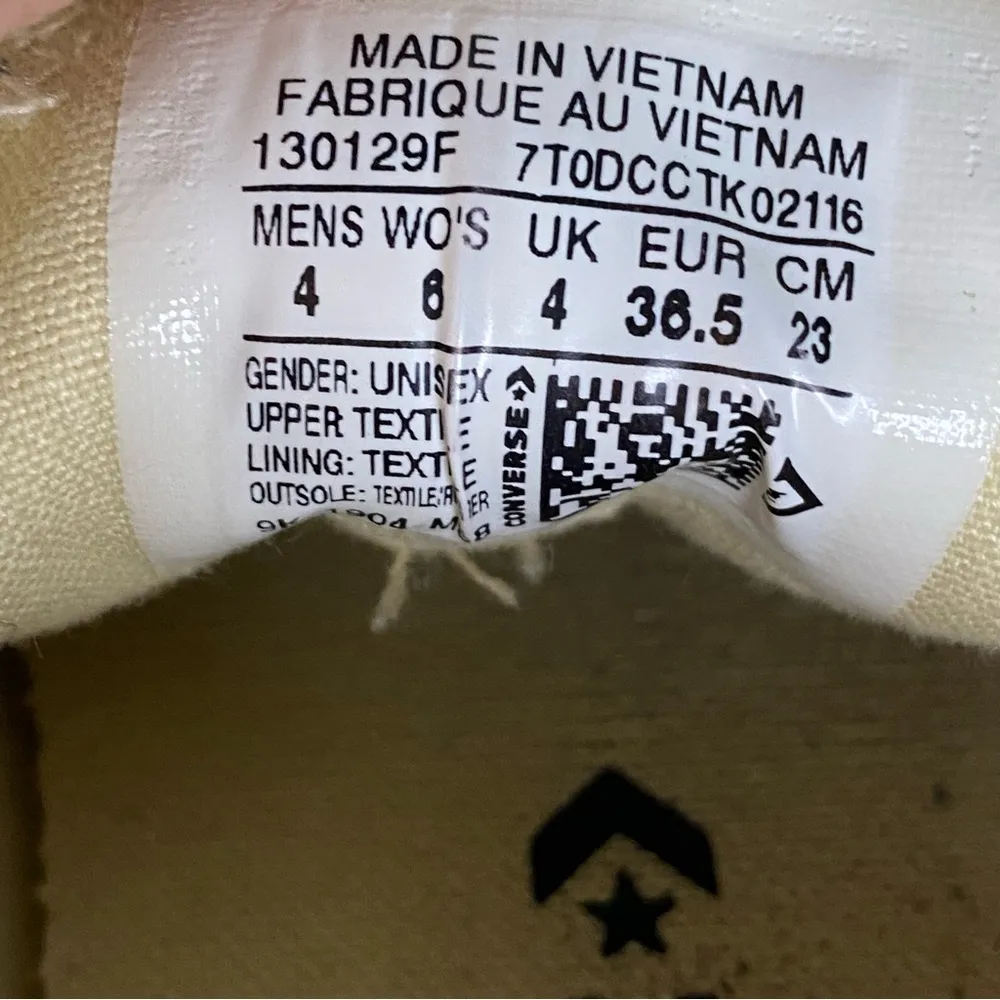 MADE IN VIETNAM
FABRIQUE AU VIETNAM
130129F 7T0DCCTK02116
MENS WO'S UK EUR CM
4 6 4 36.5 23
GENDER: UNISEX
UPPER TEXTILE
LINING: TEXTILE
OUTSOLE:
CONVERSE